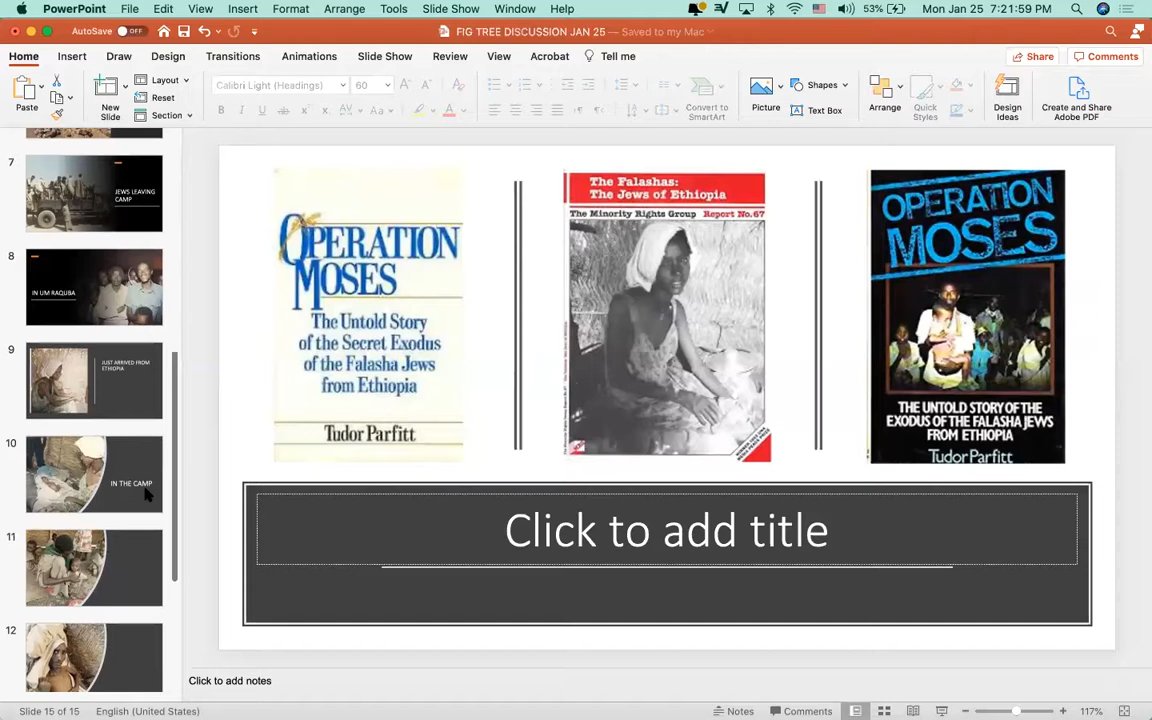 PowerPoint File Edit View Insert Format Arrange Tools Slide Show Window Help 53% Mon Jan 25 7:21:59 PM
AutoSave OFF FIG TREE DISCUSSION JAN 25 — Saved to my Mac
Home Insert Draw Design Transitions Animations Slide Show Review View Acrobat Tell me Share Comments
Paste New Slide Layout Reset Section
Calibri Light (Headings) 60
B I U ab x x AV Aa A
Convert to SmartArt
Picture Shapes Text Box
Arrange Quick Styles
Design Ideas
Create and Share Adobe PDF
7
JEWS LEAVING
CAMP
8
IN UM RAQUBA
9
JUST ARRIVED FROM
ETHIOPIA
10
IN THE CAMP
11
12
OPERATION
MOSES
The Untold Story
of the Secret Exodus
of the Falasha Jews
from Ethiopia
Tudor Parfitt
The Falashas:
The Jews of Ethiopia
The Minority Rights Group Report No. 67
OPERATION
MOSES
THE UNTOLD STORY OF THE
EXODUS OF THE FALASHA JEWS
FROM ETHIOPIA
Tudor Parfitt
Click to add title
Click to add notes
Slide 15 of 15 English (United States) Notes Comments 117%